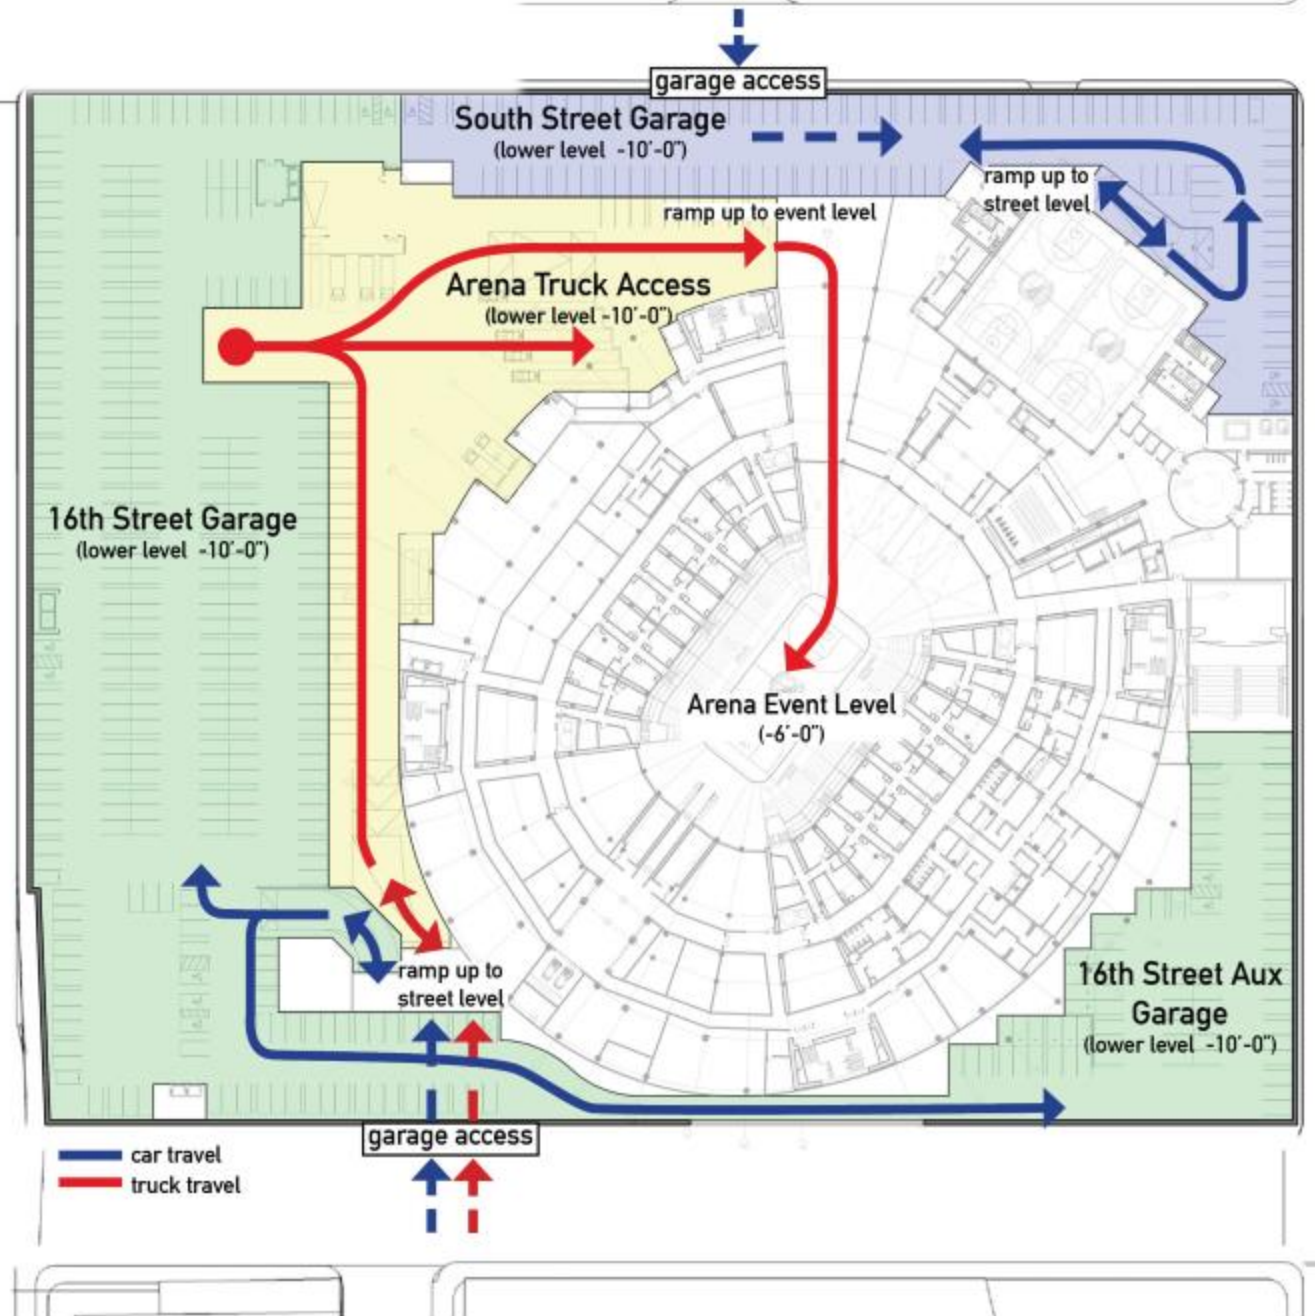 garage access
South Street Garage
(lower level -10'-0")
ramp up to
street level
ramp up to event level
Arena Truck Access
(lower level -10'-0")
16th Street Garage
(lower level -10'-0")
Arena Event Level
(-6'-0")
16th Street Aux
Garage
(lower level -10'-0")
ramp up to
street level
garage access
car travel
truck travel